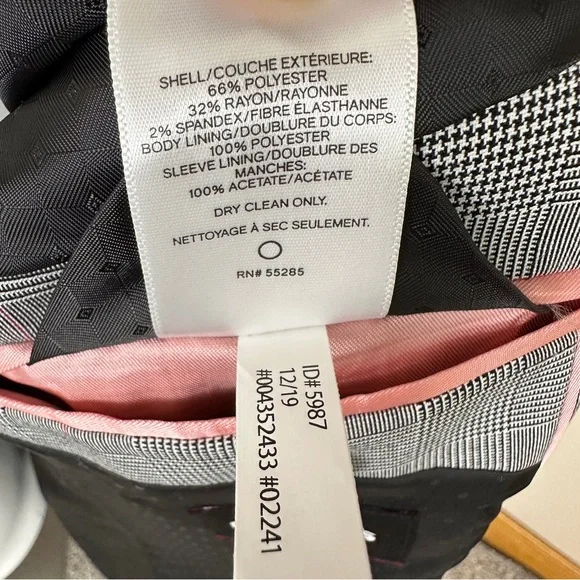 SHELL/COUCHE EXTÉRIEURE:
66% POLYESTER
32% RAYON/RAYONNE
2% SPANDEX/FIBRE ÉLASTHANNE
BODY LINING/DOUBLURE DU CORPS:
100% POLYESTER
SLEEVE LINING/DOUBLURE DES
MANCHES:
100% ACETATE/ACÉTATE
DRY CLEAN ONLY.
NETTOYAGE À SEC SEULEMENT.
RN# 55285
ID# 5987
12/19
#004352433 #02241